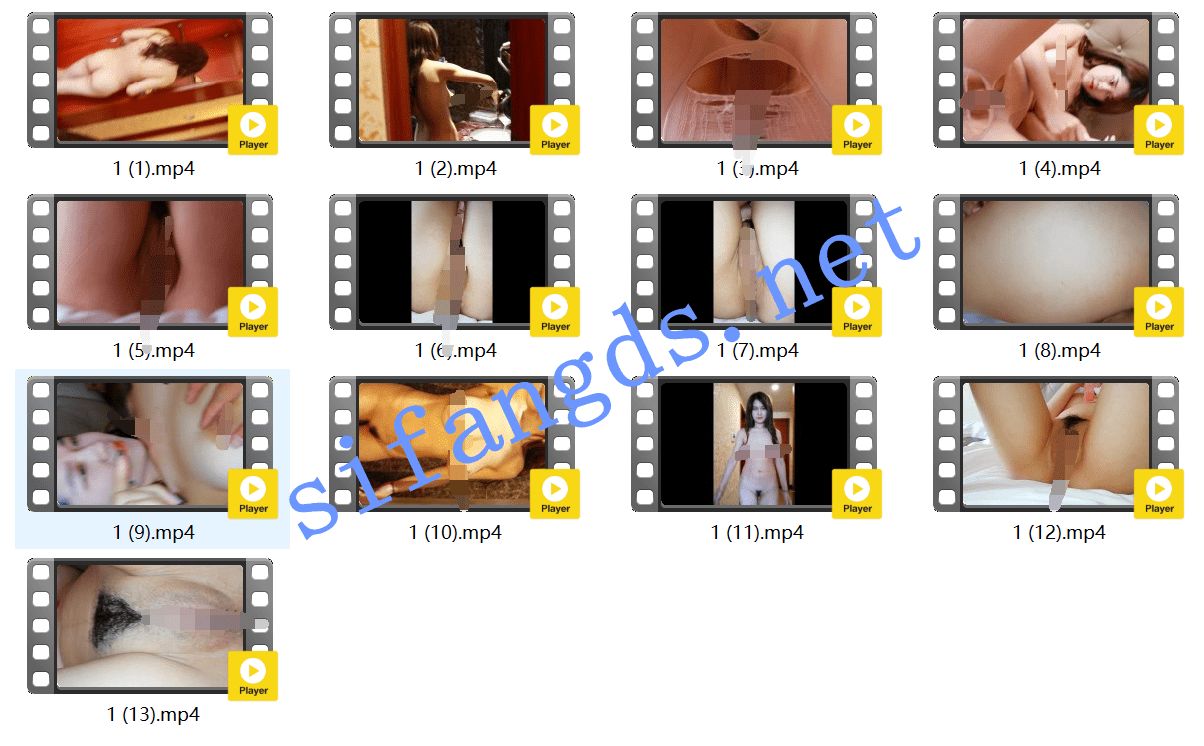 Player
Player
Player
Player
1 (1).mp4
1 (2).mp4
1 (3).mp4
1 (4).mp4
Player
Player
Player
Player
1 (5).mp4
1 (6).mp4
1 (7).mp4
1 (8).mp4
sifangds.net
Player
Player
Player
Player
1 (9).mp4
1 (10).mp4
1 (11).mp4
1 (12).mp4
Player
1 (13).mp4